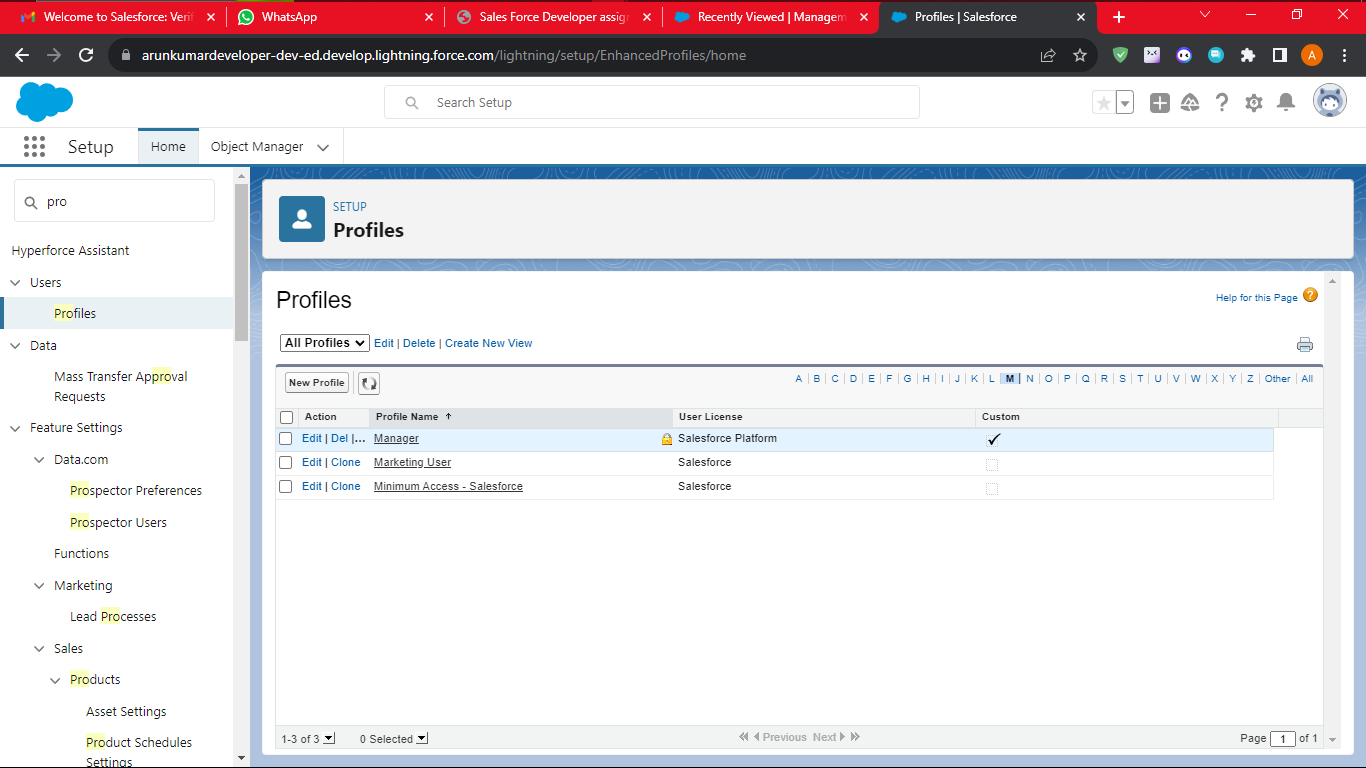 Welcome to Salesforce: Verif
WhatsApp
Sales Force Developer assign
Recently Viewed | Managem
Profiles | Salesforce
arunkumardeveloper-dev-ed.develop.lightning.force.com/lightning/setup/EnhancedProfiles/home
A
Search Setup
Setup
Home
Object Manager
pro
Hyperforce Assistant
Users
Profiles
Data
Mass Transfer Approval
Requests
Feature Settings
Data.com
Prospector Preferences
Prospector Users
Functions
Marketing
Lead Processes
Sales
Products
Asset Settings
Product Schedules
Settings
SETUP
Profiles
Profiles
Help for this Page
All Profiles Edit | Delete | Create New View
New Profile
A | B | C | D | E | F | G | H | I | J | K | L | M | N | O | P | Q | R | S | T | U | V | W | X | Y | Z | Other | All
Action Profile Name User License Custom
Edit | Del |... Manager Salesforce Platform
Edit | Clone Marketing User Salesforce
Edit | Clone Minimum Access - Salesforce Salesforce
1-3 of 3 0 Selected Previous Next Page 1 of 1